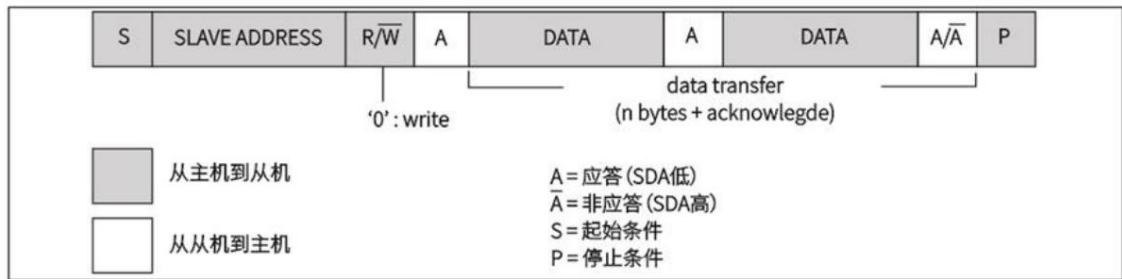 S SLAVE ADDRESS R/W̅ A DATA A DATA A/A̅ P
data transfer
(n bytes + acknowlegde)
‘0’ : write
从主机到从机
从从机到主机
A = 应答 (SDA低)
A̅ = 非应答 (SDA高)
S = 起始条件
P = 停止条件